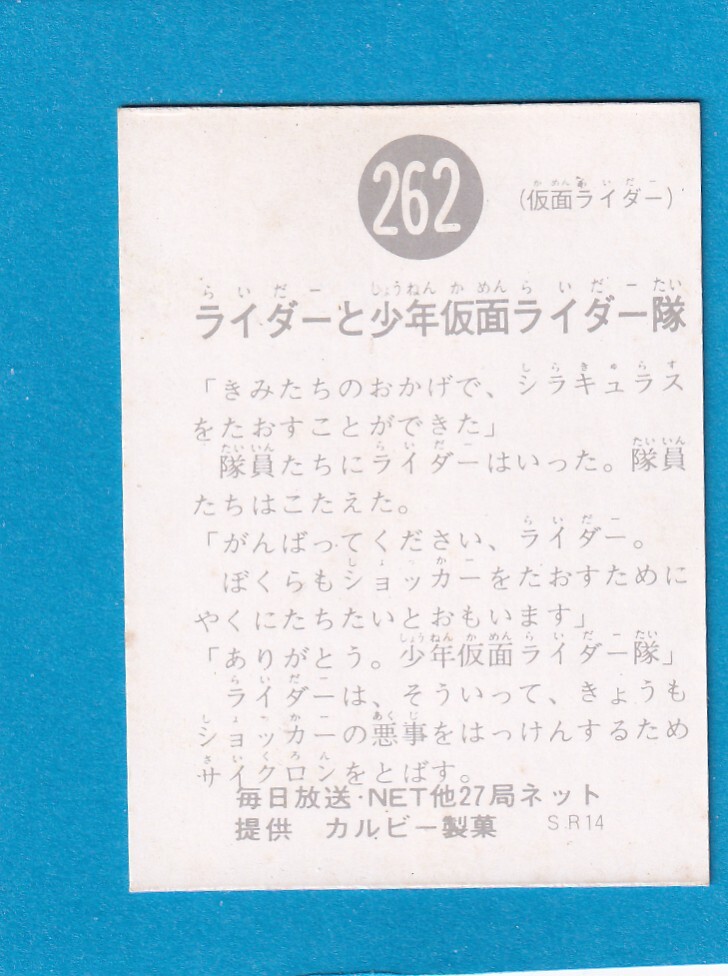 262
(仮面ライダー)
ライダーと少年仮面ライダー隊
「きみたちのおかげで、シラキュラス
をたおすことができた」
隊員たちにライダーはいった。隊員
たちはこたえた。
「がんばってください、ライダー。
ぼくらもショッカーをたおすために
やくにたちたいとおもいます」
「ありがとう。少年仮面ライダー隊」
ライダーは、そういって、きょうも
ショッカーの悪事をはっけんするため
サイクロンをとばす。
毎日放送・NET他27局ネット
提供 カルビー製菓 S.R14